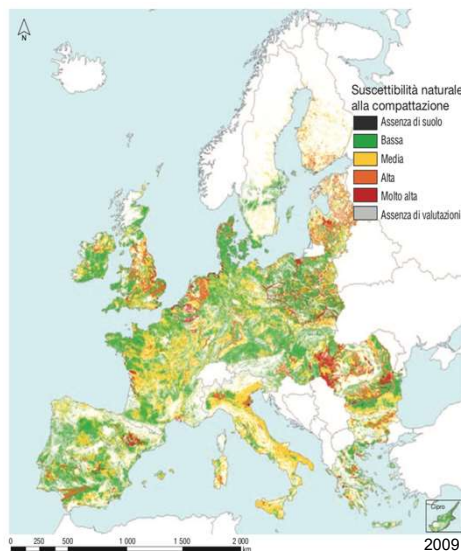 N
Suscettibilità naturale
alla compattazione
Assenza di suolo
Bassa
Media
Alta
Molto alta
Assenza di valutazioni
Cipro
0 250 500 1 000 1 500 2 000
km
2009